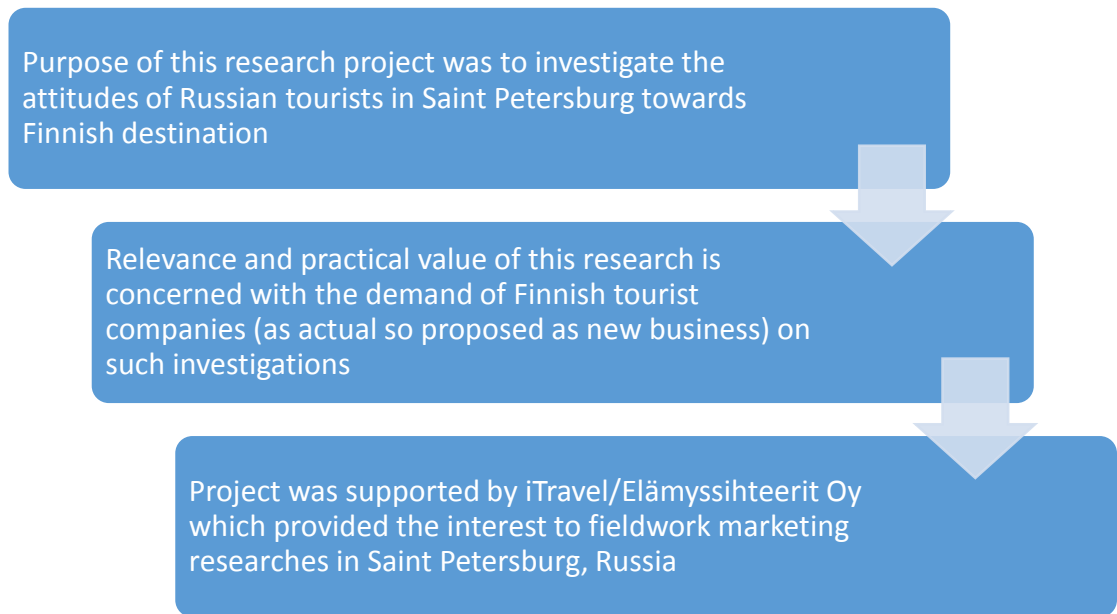 Purpose of this research project was to investigate the
attitudes of Russian tourists in Saint Petersburg towards
Finnish destination
Relevance and practical value of this research is
concerned with the demand of Finnish tourist
companies (as actual so proposed as new business) on
such investigations
Project was supported by iTravel/Elämyssihteerit Oy
which provided the interest to fieldwork marketing
researches in Saint Petersburg, Russia